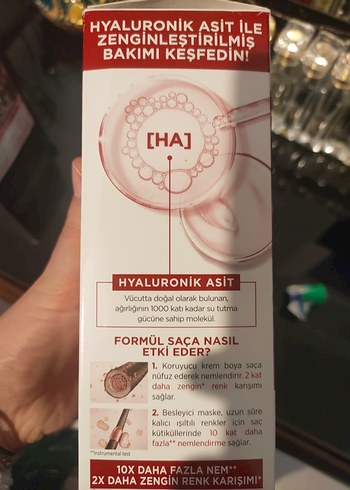 HYALURONİK ASİT İLE
ZENGİNLEŞTİRİLMİŞ
BAKIMI KEŞFEDİN!
[HA]
HYALURONİK ASİT
Vücutta doğal olarak bulunan,
ağırlığının 1000 katı kadar su tutma
gücüne sahip molekül.
FORMÜL SAÇA NASIL
ETKİ EDER?
1. Koruyucu krem boya saça
nüfuz ederek nemlendirir. 2 kat
daha zengin* renk karışımı
sağlar.
2. Besleyici maske, uzun süre
kalıcı ışıltılı renkler için saç
kütiküllerinde 10 kat daha
fazla** nemlendirme sağlar.
**Instrumental test
10X DAHA FAZLA NEM**
2X DAHA ZENGİN RENK KARIŞIMI*